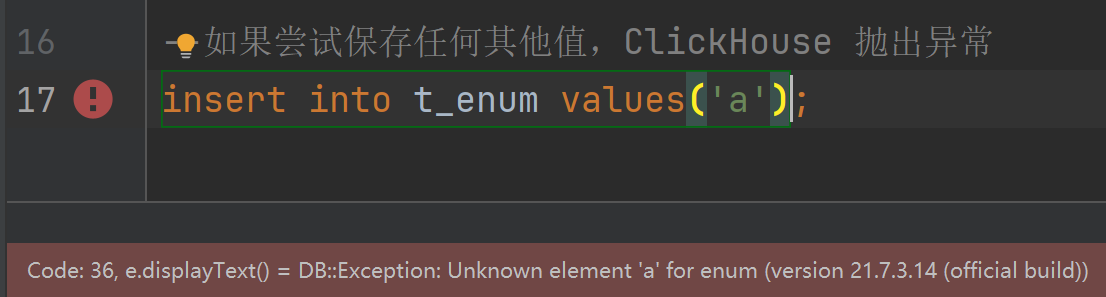 16 --如果尝试保存任何其他值，ClickHouse 抛出异常
17 insert into t_enum values('a');
Code: 36, e.displayText() = DB::Exception: Unknown element 'a' for enum (version 21.7.3.14 (official build))